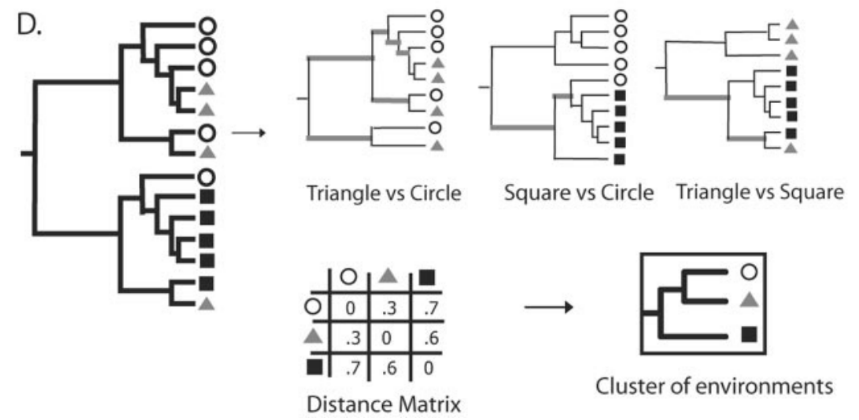 D.
Triangle vs Circle
Square vs Circle
Triangle vs Square
0 .3 .7
.3 0 .6
.7 .6 0
Distance Matrix
Cluster of environments